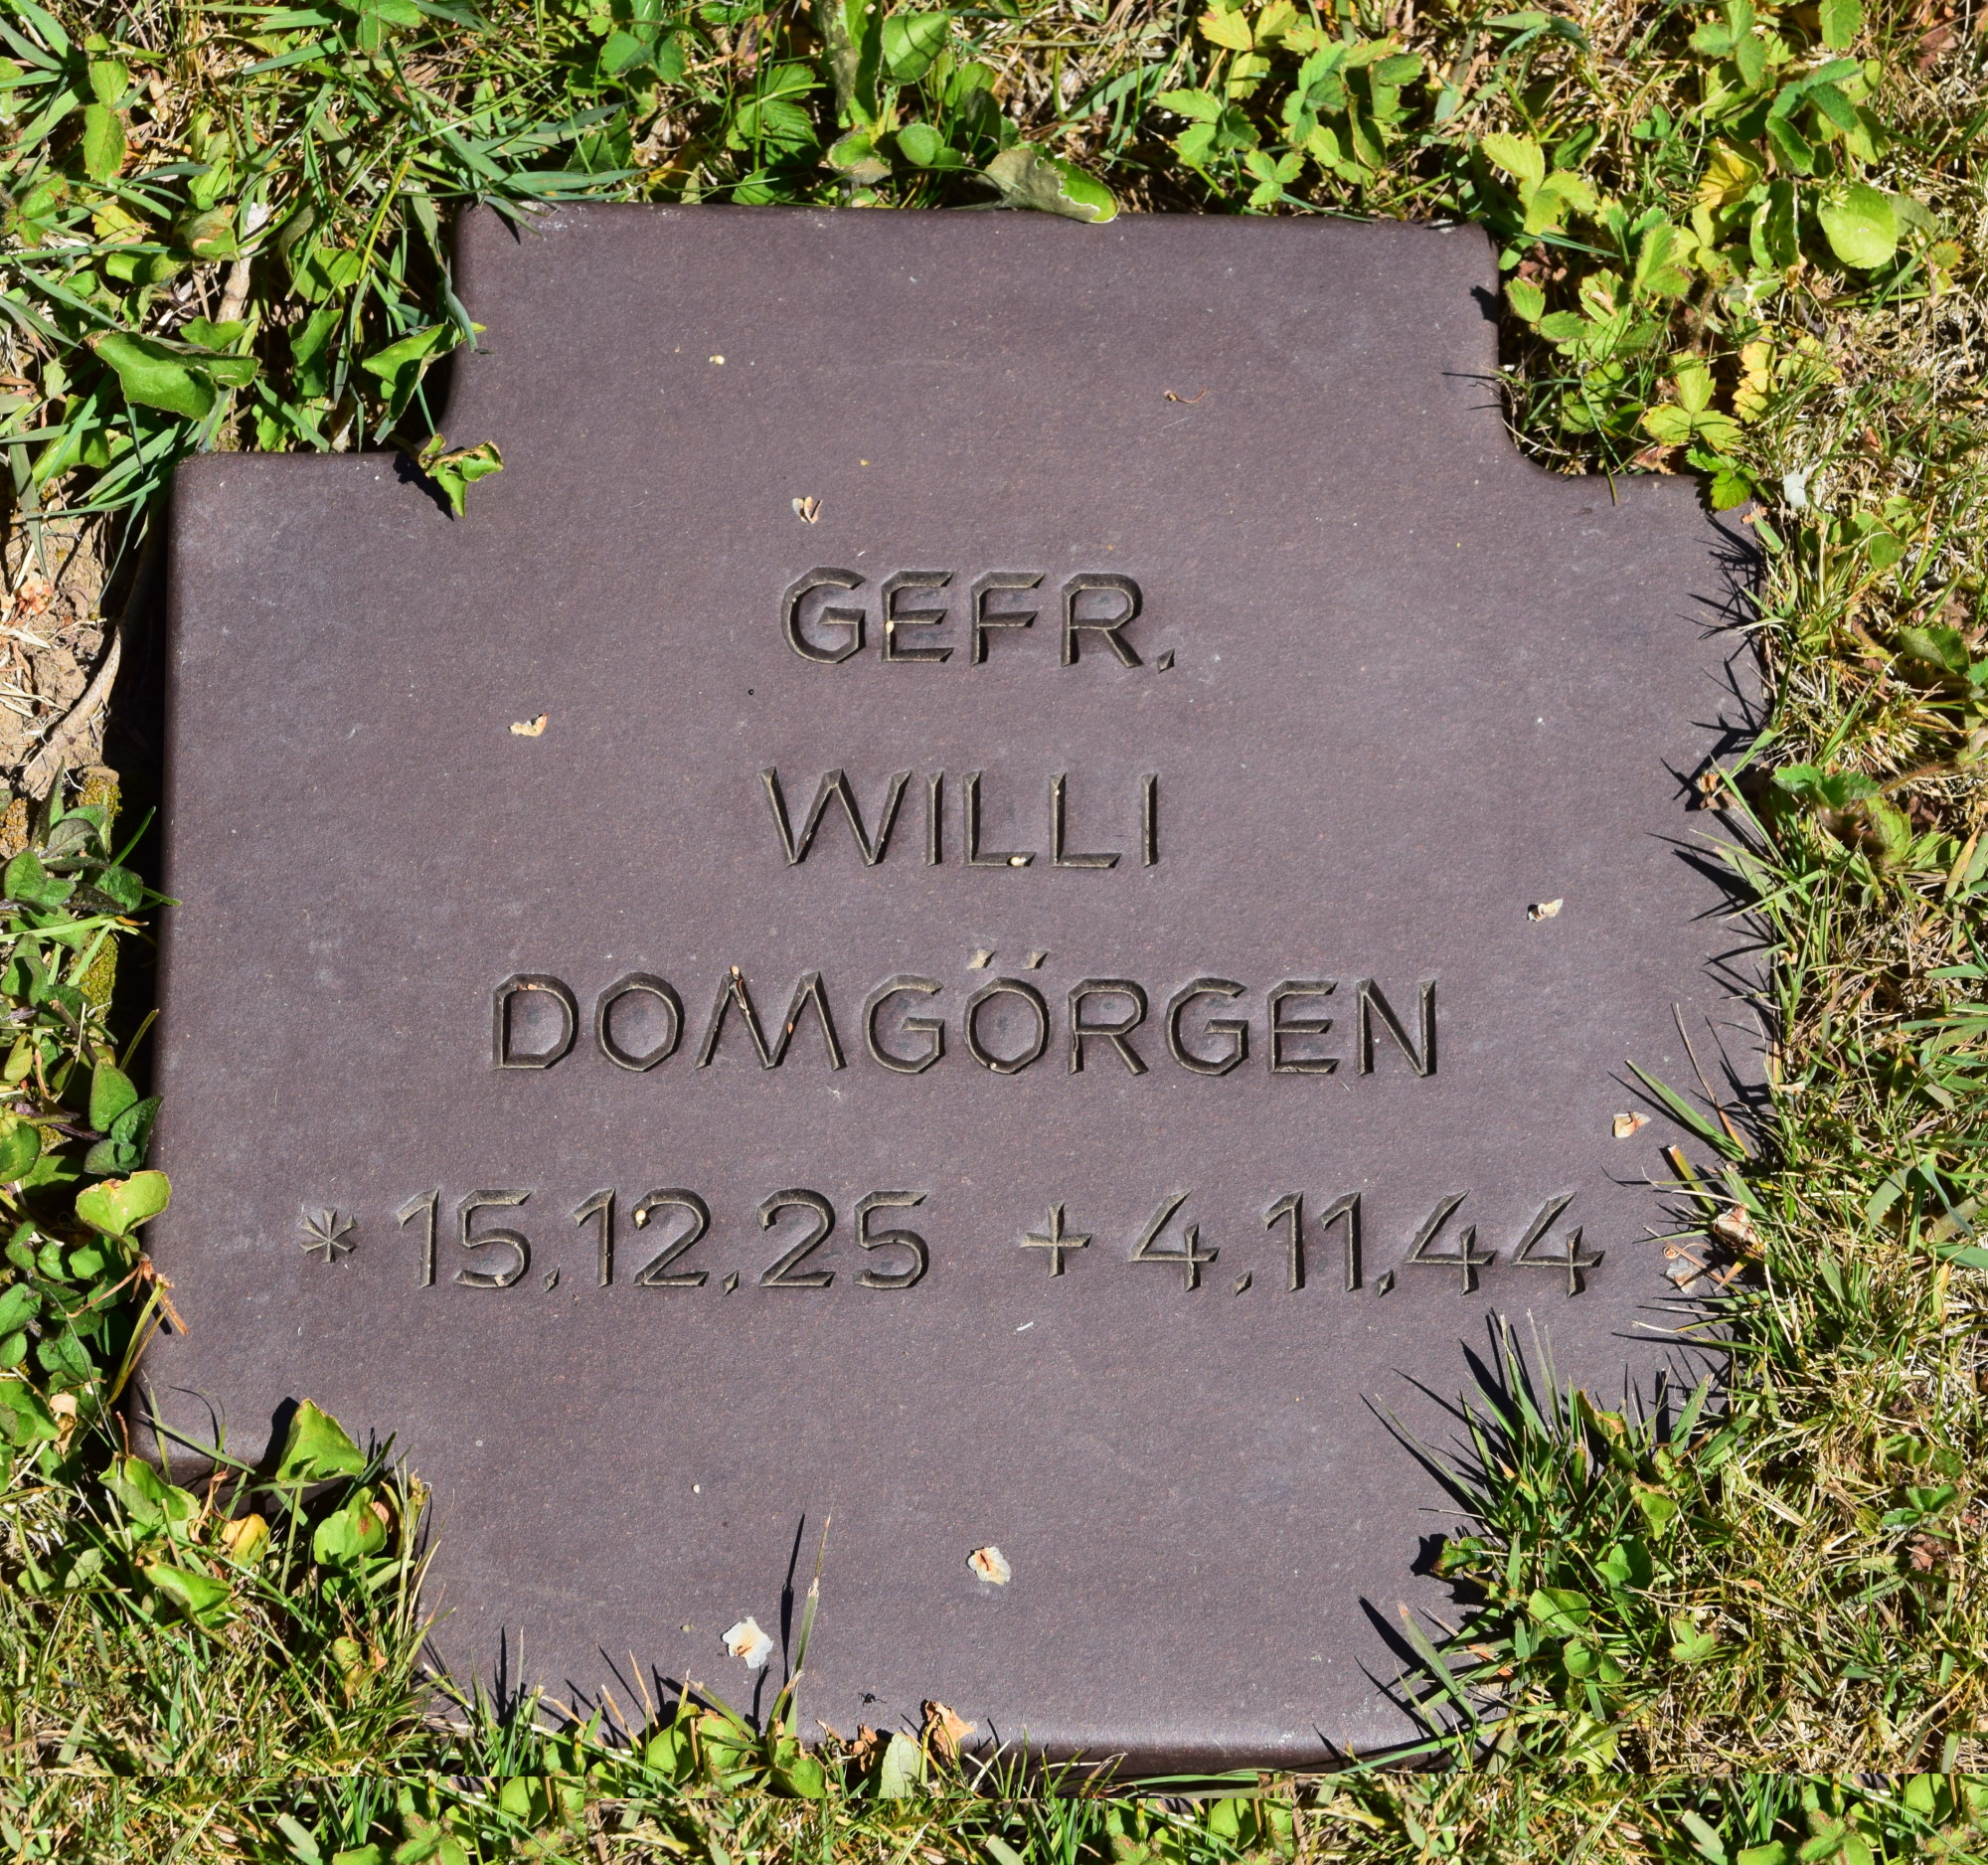 GEFR.
WILLI
DOMGÖRGEN
* 15.12.25 + 4.11.44